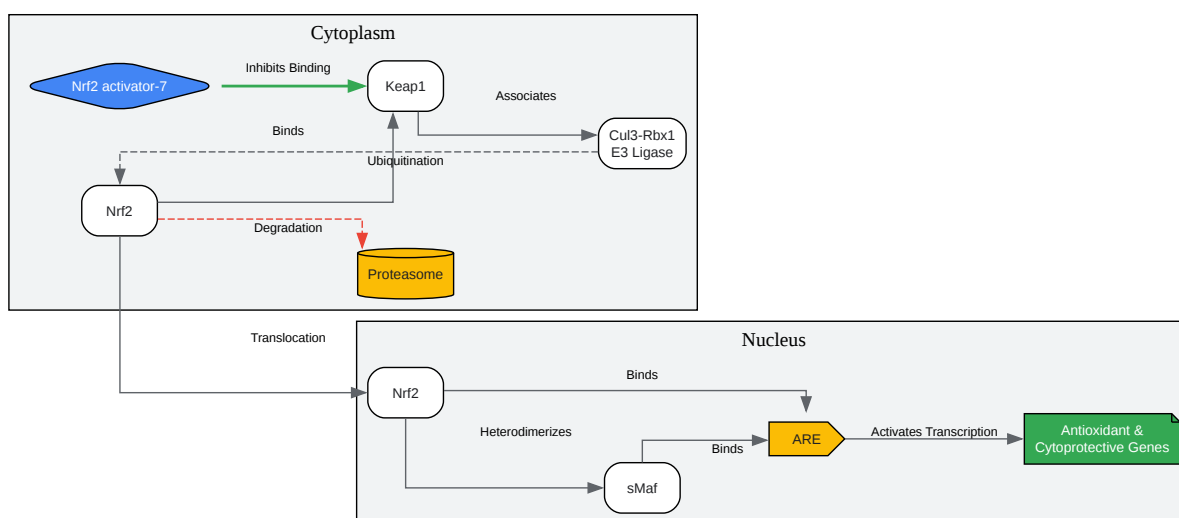 Cytoplasm
Nrf2 activator-7
Inhibits Binding
Keap1
Associates
Cul3-Rbx1
E3 Ligase
Binds
Ubiquitination
Nrf2
Degradation
Proteasome
Translocation
Nucleus
Nrf2
Binds
Heterodimerizes
ARE
Activates Transcription
Antioxidant &
Cytoprotective Genes
Binds
sMaf